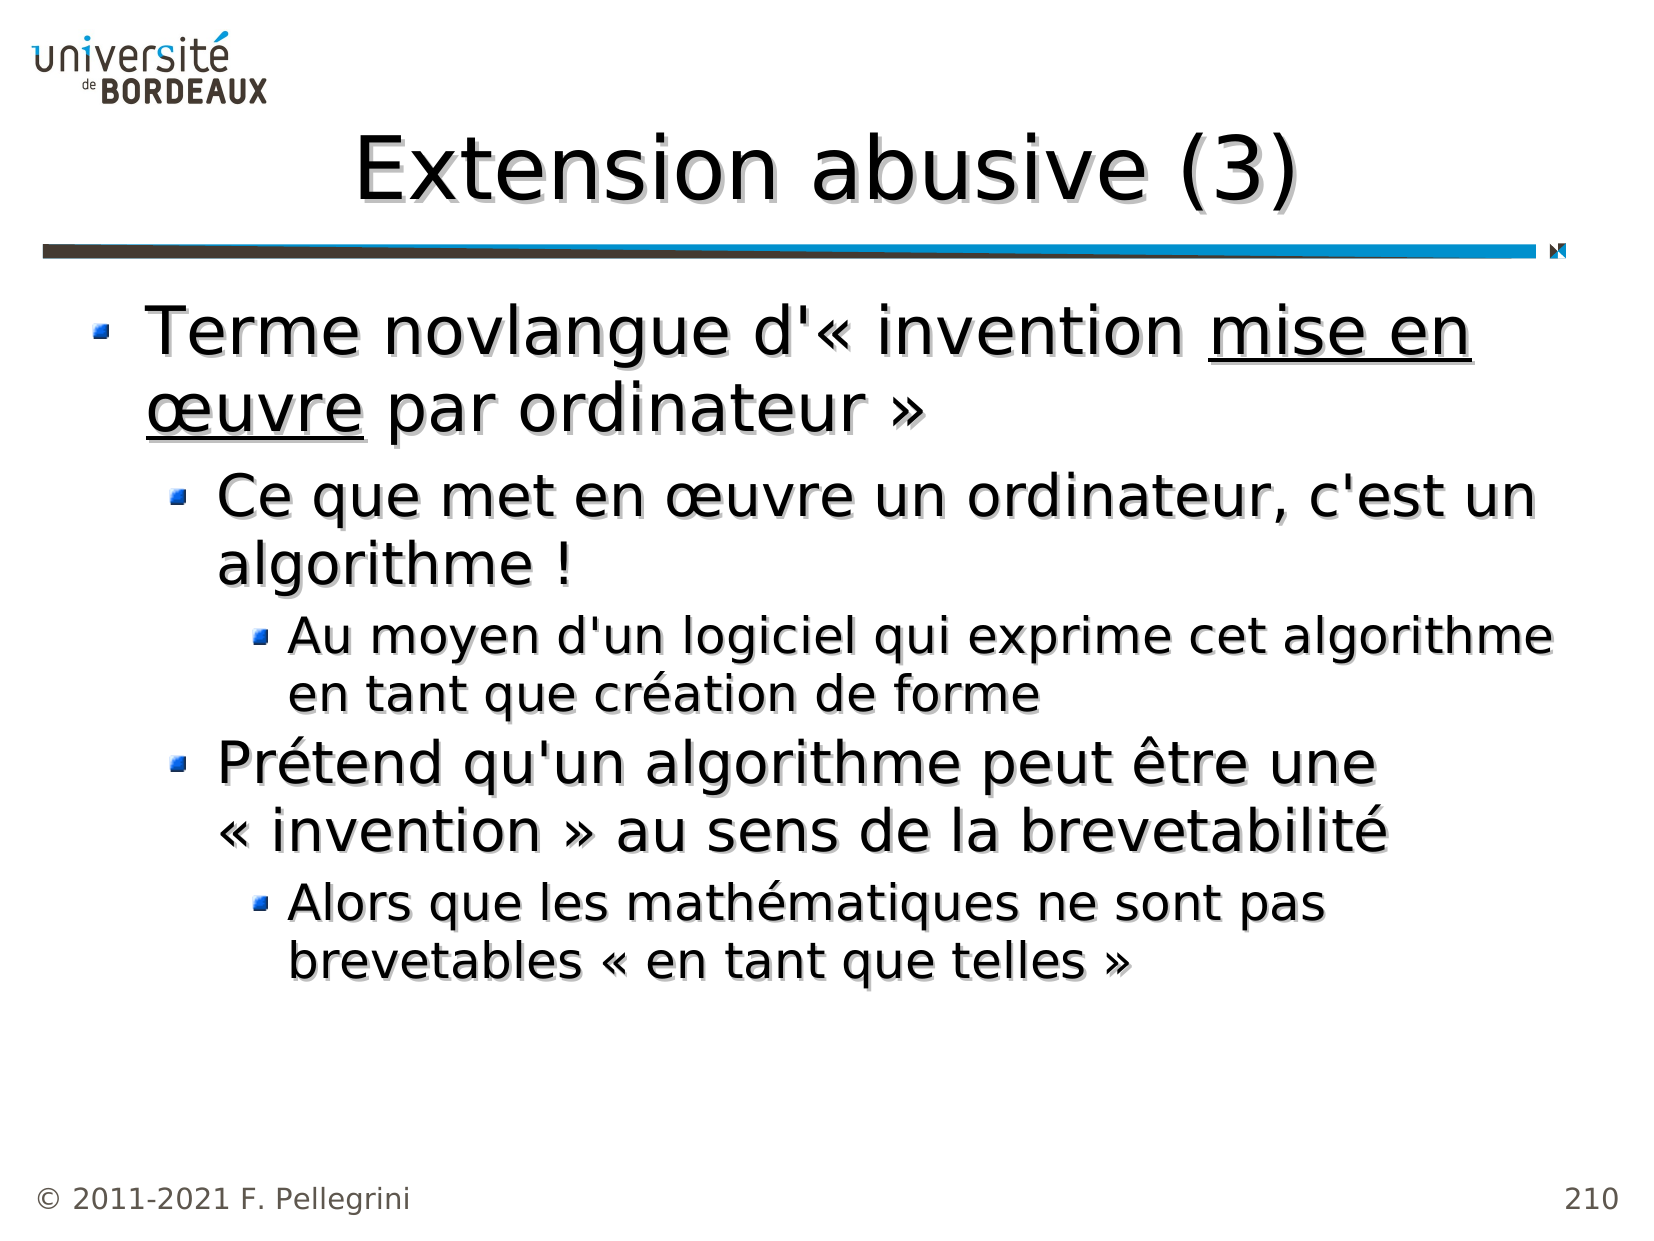 université
de BORDEAUX
Extension abusive (3)
Terme novlangue d'« invention mise en
œuvre par ordinateur »
Ce que met en œuvre un ordinateur, c'est un
algorithme !
Au moyen d'un logiciel qui exprime cet algorithme
en tant que création de forme
Prétend qu'un algorithme peut être une
« invention » au sens de la brevetabilité
Alors que les mathématiques ne sont pas
brevetables « en tant que telles »
© 2011-2021 F. Pellegrini
210